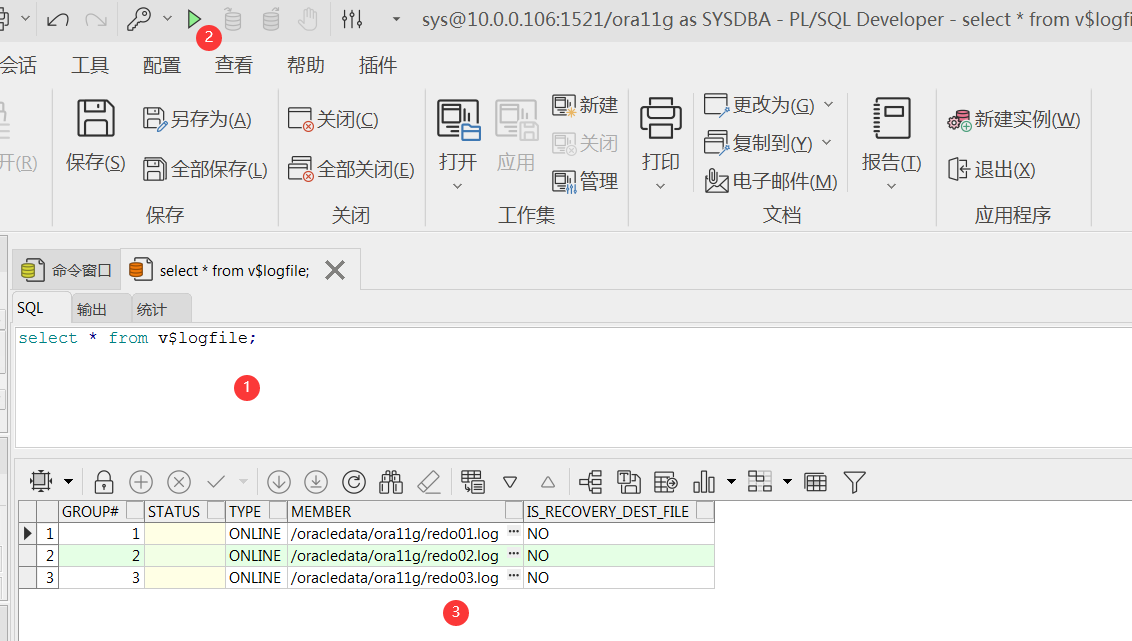 2
sys@10.0.0.106:1521/ora11g as SYSDBA - PL/SQL Developer - select * from v$logfi
会话 工具 配置 查看 帮助 插件
开(R)
保存(S)
另存为(A)
全部保存(L)
保存
关闭(C)
全部关闭(E)
关闭
打开
应用
新建
关闭
管理
工作集
打印
更改为(G)
复制到(Y)
电子邮件(M)
文档
报告(T)
新建实例(W)
退出(X)
应用程序
命令窗口 select * from v$logfile;
SQL 输出 统计
select * from v$logfile;
1
GROUP# STATUS TYPE MEMBER IS_RECOVERY_DEST_FILE
1 1 ONLINE /oracledata/ora11g/redo01.log ... NO
2 2 ONLINE /oracledata/ora11g/redo02.log ... NO
3 3 ONLINE /oracledata/ora11g/redo03.log ... NO
3